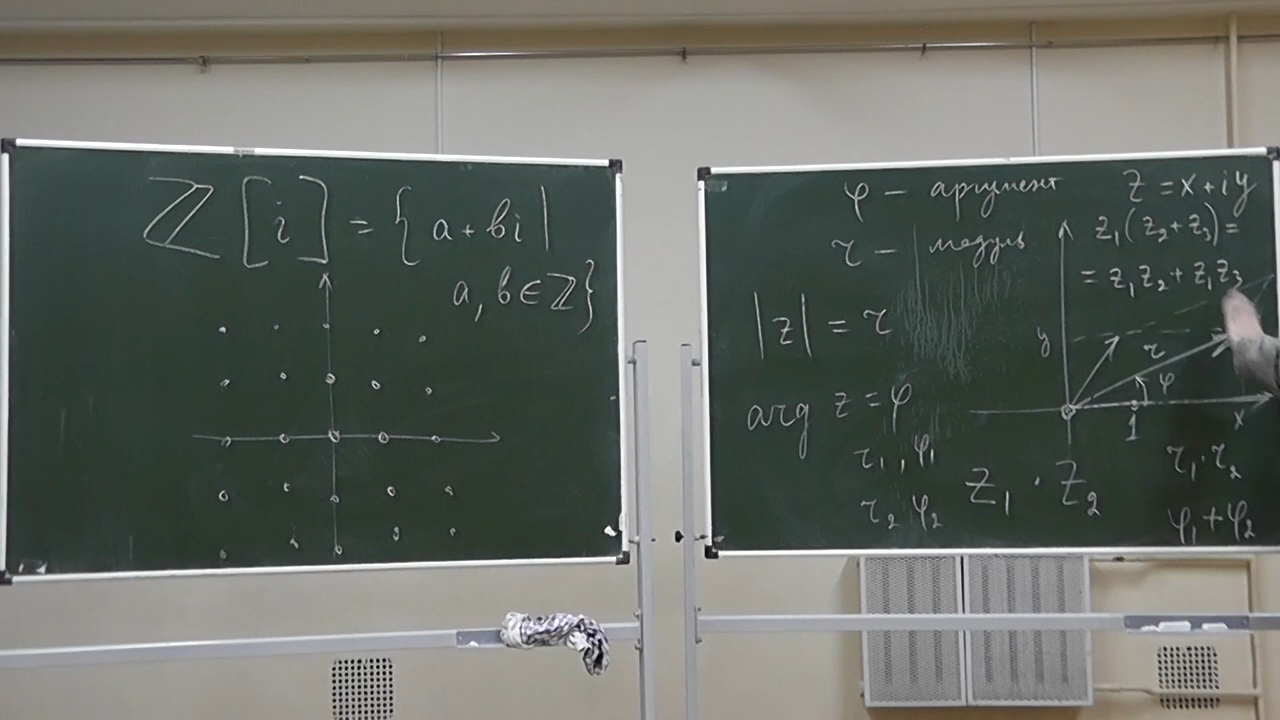 ℤ[i] = {a + bi |
a, b ∈ ℤ}
φ – аргумент
r – модуль
|z| = r
arg z = φ
r₁, φ₁
r₂ φ₂
z₁ · z₂
z = x + iy
z₁(z₂ + z₃) =
= z₁z₂ + z₁z₃
y
r
φ
1
x
r₁ · r₂
φ₁ + φ₂